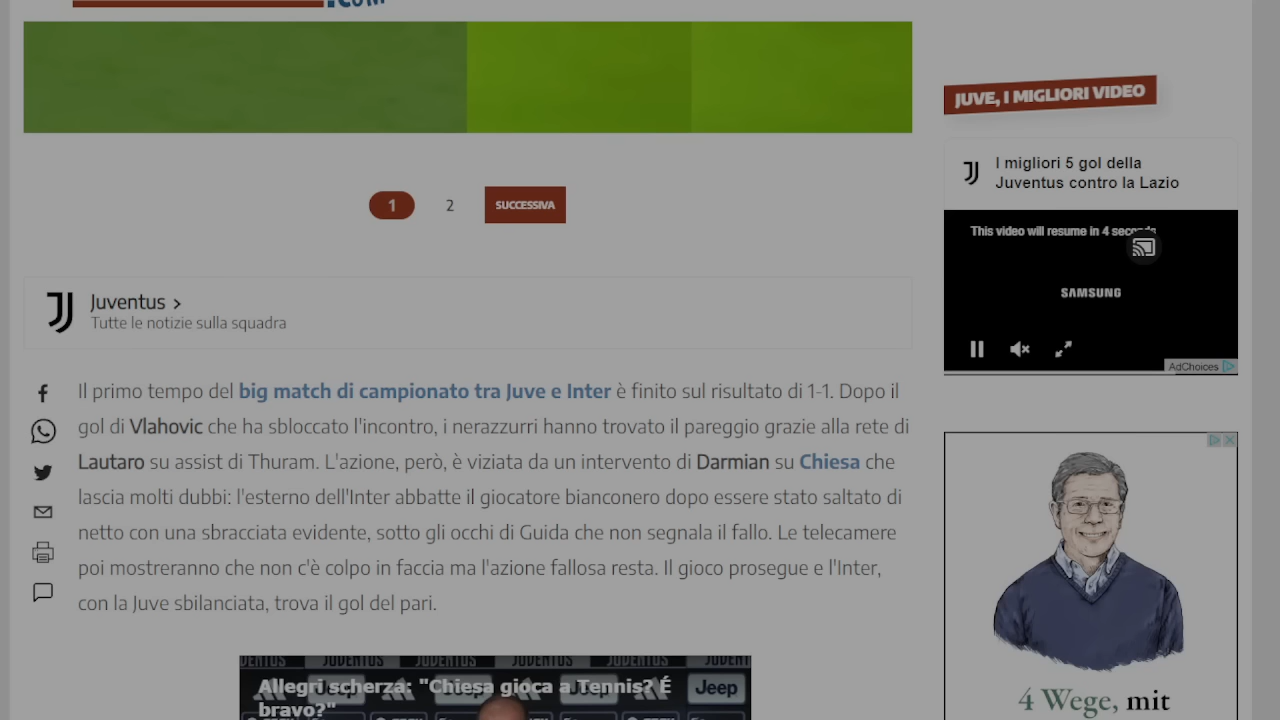 .COM
1
2
SUCCESSIVA
Juventus >
Tutte le notizie sulla squadra
Il primo tempo del big match di campionato tra Juve e Inter è finito sul risultato di 1-1. Dopo il
gol di Vlahovic che ha sbloccato l'incontro, i nerazzurri hanno trovato il pareggio grazie alla rete di
Lautaro su assist di Thuram. L'azione, però, è viziata da un intervento di Darmian su Chiesa che
lascia molti dubbi: l'esterno dell'Inter abbatte il giocatore bianconero dopo essere stato saltato di
netto con una sbracciata evidente, sotto gli occhi di Guida che non segnala il fallo. Le telecamere
poi mostreranno che non c'è colpo in faccia ma l'azione fallosa resta. Il gioco prosegue e l'Inter,
con la Juve sbilanciata, trova il gol del pari.
JUVENTUS JUVENTUS JUVENTUS JUVENTUS
Allegri scherza: "Chiesa gioca a Tennis? É
bravo?"
Jeep
JUVE, I MIGLIORI VIDEO
I migliori 5 gol della
Juventus contro la Lazio
This video will resume in 4 seconds
SAMSUNG
AdChoices
4 Wege, mit